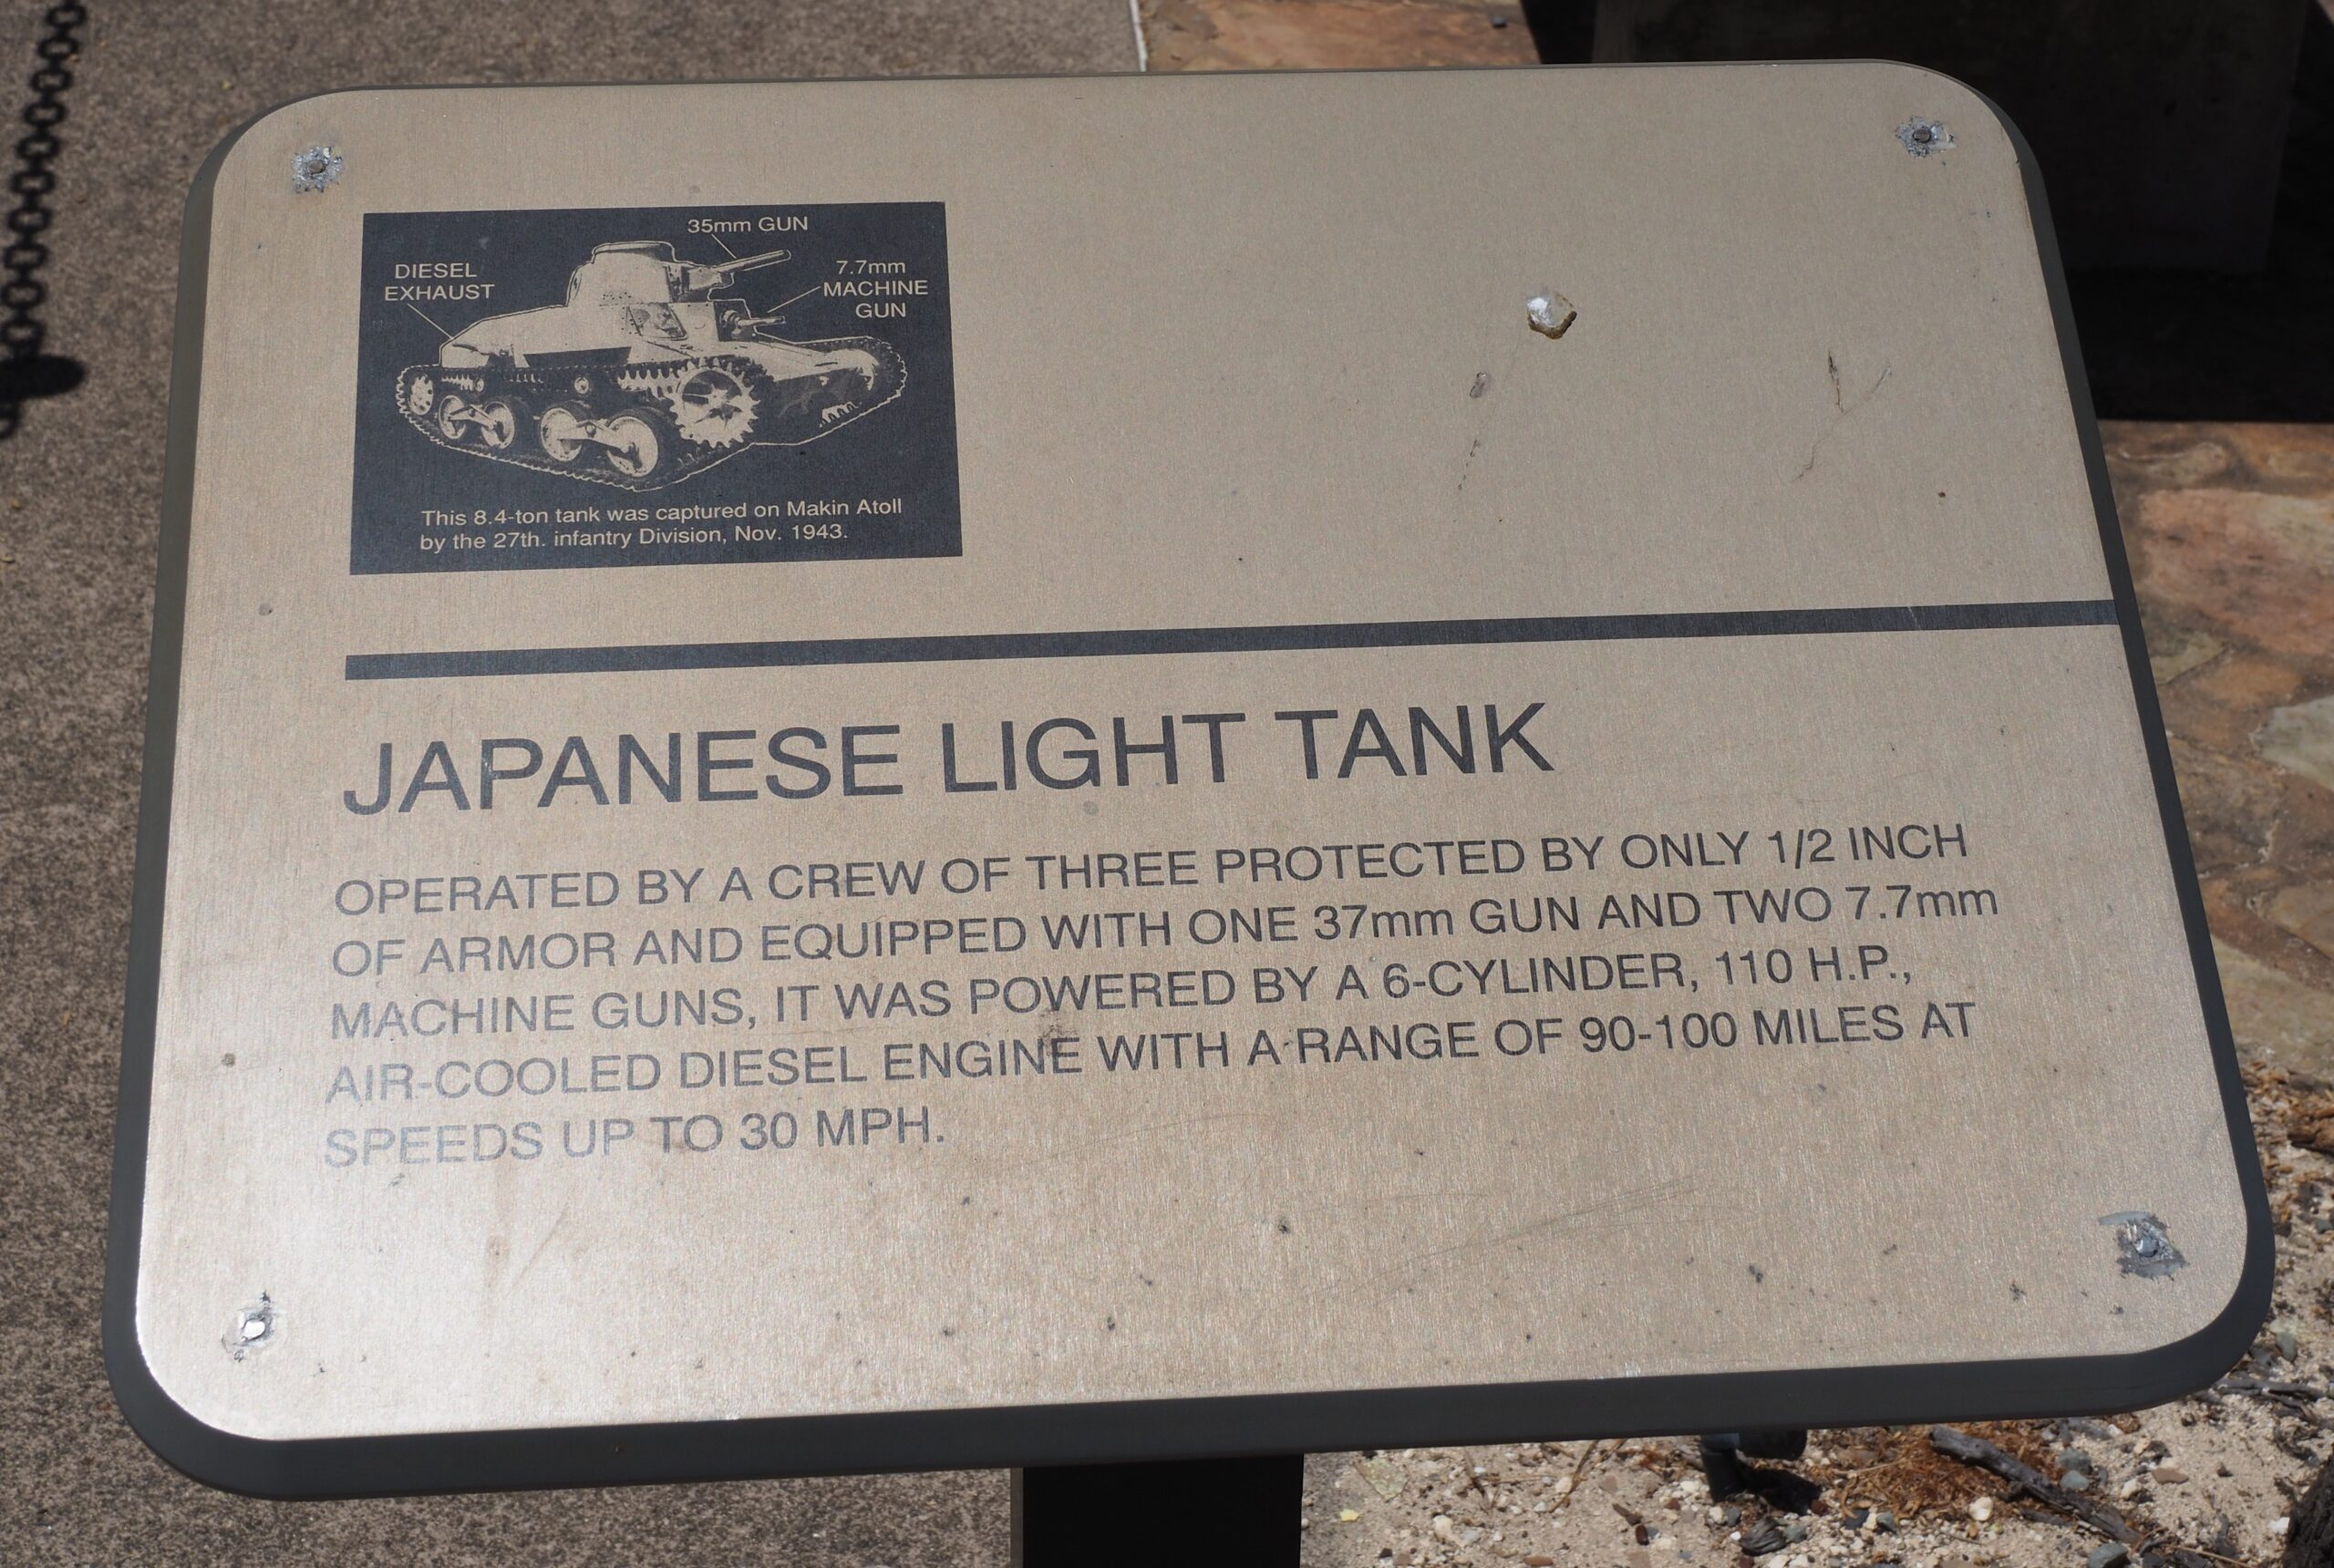 35mm GUN
DIESEL
EXHAUST
7.7mm
MACHINE
GUN
This 8.4-ton tank was captured on Makin Atoll
by the 27th. infantry Division, Nov. 1943.
JAPANESE LIGHT TANK
OPERATED BY A CREW OF THREE PROTECTED BY ONLY 1/2 INCH
OF ARMOR AND EQUIPPED WITH ONE 37mm GUN AND TWO 7.7mm
MACHINE GUNS, IT WAS POWERED BY A 6-CYLINDER, 110 H.P.,
AIR-COOLED DIESEL ENGINE WITH A RANGE OF 90-100 MILES AT
SPEEDS UP TO 30 MPH.